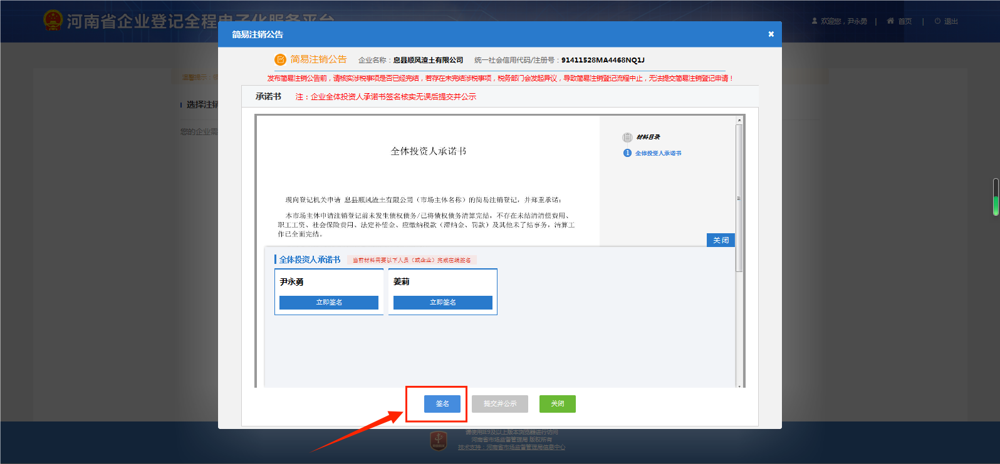 河南省企业登记全程电子化服务平台
欢迎您，尹永勇 | 首页 | 退出
简易注销公告
简易注销公告 企业名称：息县顺风渣土有限公司 统一社会信用代码/注册号：91411528MA4468NQ1J
温馨提示：
发布简易注销公告前，请核实涉税事项是否已经完结，若存在未完结涉税事项，税务部门会发起异议，导致简易注销登记流程中止，无法提交简易注销登记申请！
承诺书 注：企业全体投资人承诺书签名核实无误后提交并公示
选择注销
您的企业需
全体投资人承诺书
材料目录
1 全体投资人承诺书
现向登记机关申请 息县顺风渣土有限公司（市场主体名称）的简易注销登记，并郑重承诺：
本市场主体申请注销登记前未发生债权债务/已将债权债务清算完结，不存在未结清清偿费用、
职工工资、社会保险费用、法定补偿金、应缴纳税款（滞纳金、罚款）及其他未了结事务，清算工
作已全面完结。
关闭
全体投资人承诺书 当前材料需要以下人员（或企业）完成在线签名
尹永勇 姜莉
立即签名 立即签名
签名 提交并公示 关闭
请使用IE9及以上版本浏览器进行访问
河南省市场监督管理局 版权所有
技术支持：河南省市场监督管理局信息中心